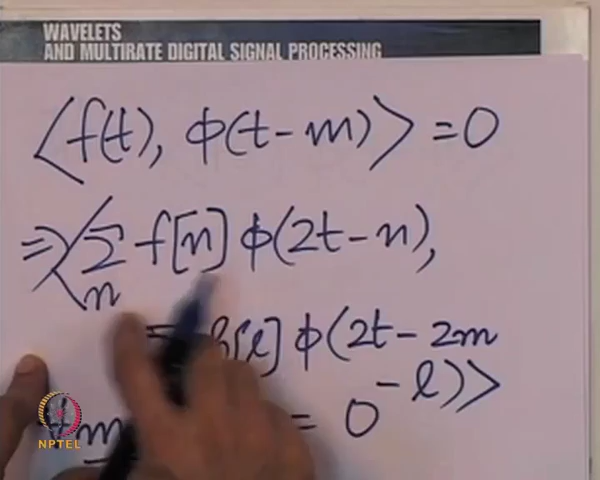 WAVELETS
AND MULTIRATE DIGITAL SIGNAL PROCESSING
⟨f(t), φ(t-m)⟩ = 0
⇒⟨∑ f[n] φ(2t-n),
n
[l] φ(2t-2m
-l)⟩
m = 0
NPTEL